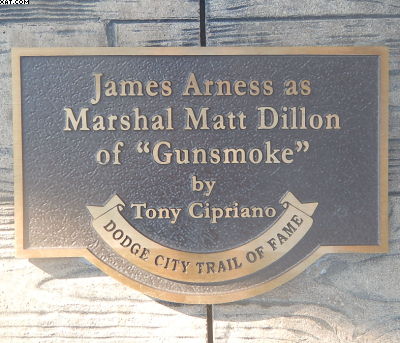 James Arness as
Marshal Matt Dillon
of “Gunsmoke”
by
Tony Cipriano
DODGE CITY TRAIL OF FAME